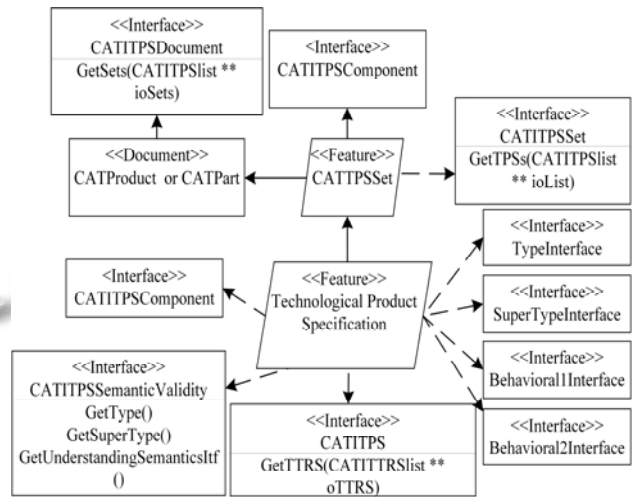 <<Interface>>
CATITPSDocument
GetSets(CATITPSlist **
ioSets)
<Interface>>
CATITPSComponent
<<Interface>>
CATITPSSet
GetTPSs(CATITPSlist
** ioList)
<<Document>>
CATProduct or CATPart
<<Feature>>
CATTPSSet
<<Interface>>
TypeInterface
<Interface>>
CATITPSComponent
<<Feature>>
Technological Product
Specification
<<Interface>>
SuperTypeInterface
<<Interface>>
Behavioral1Interface
<<Interface>>
CATITPSSemanticValidity
GetType()
GetSuperType()
GetUnderstandingSemanticsItf
()
<<Interface>>
CATITPS
GetTTRS(CATITTRSlist **
oTTRS)
<<Interface>>
Behavioral2Interface